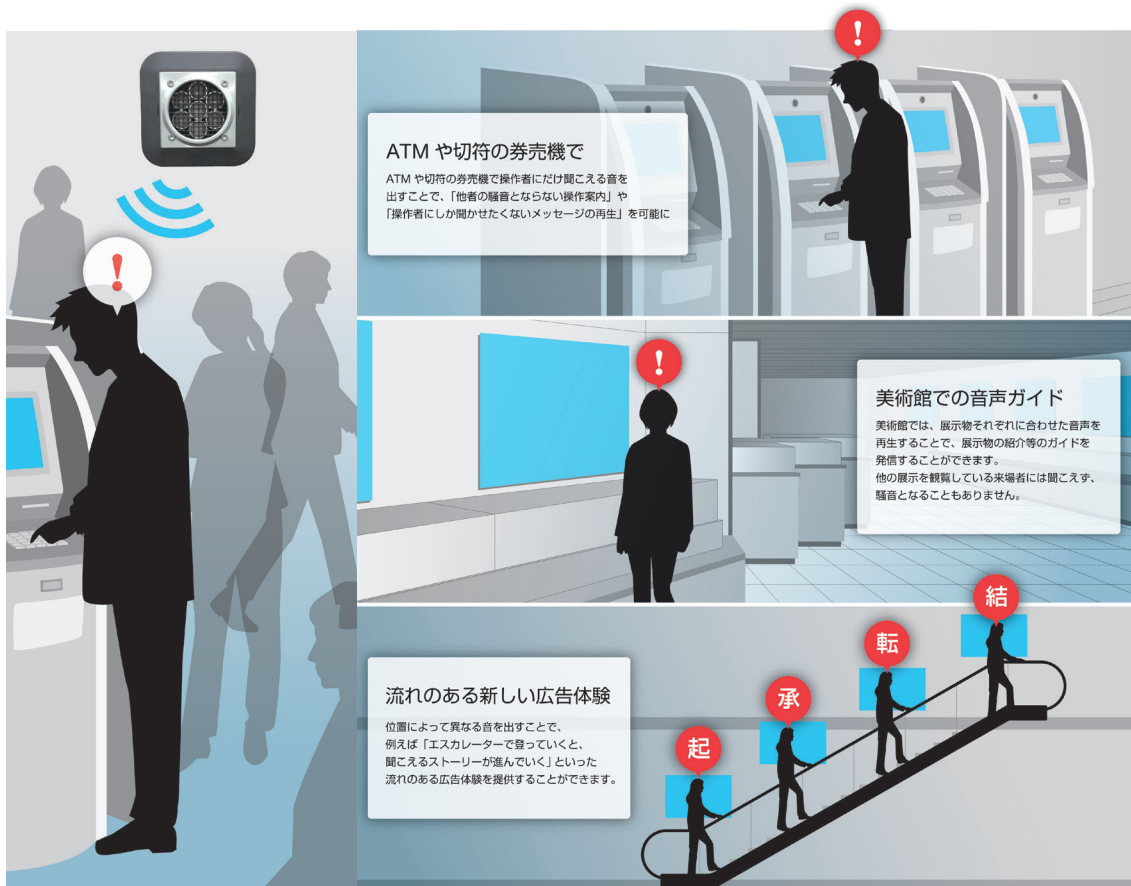 !
!
ATM や切符の券売機で
ATM や切符の券売機で操作者にだけ聞こえる音を
出すことで、「他者の騒音とならない操作案内」や
「操作者にしか聞かせたくないメッセージの再生」を可能に
!
美術館での音声ガイド
美術館では、展示物それぞれに合わせた音声を
再生することで、展示物の紹介等のガイドを
発信することができます。
他の展示を観覧している来場者には聞こえず、
騒音となることもありません。
流れのある新しい広告体験
位置によって異なる音を出すことで、
例えば「エスカレーターで登っていくと、
聞こえるストーリーが進んでいく」といった
流れのある広告体験を提供することができます。
起
承
転
結